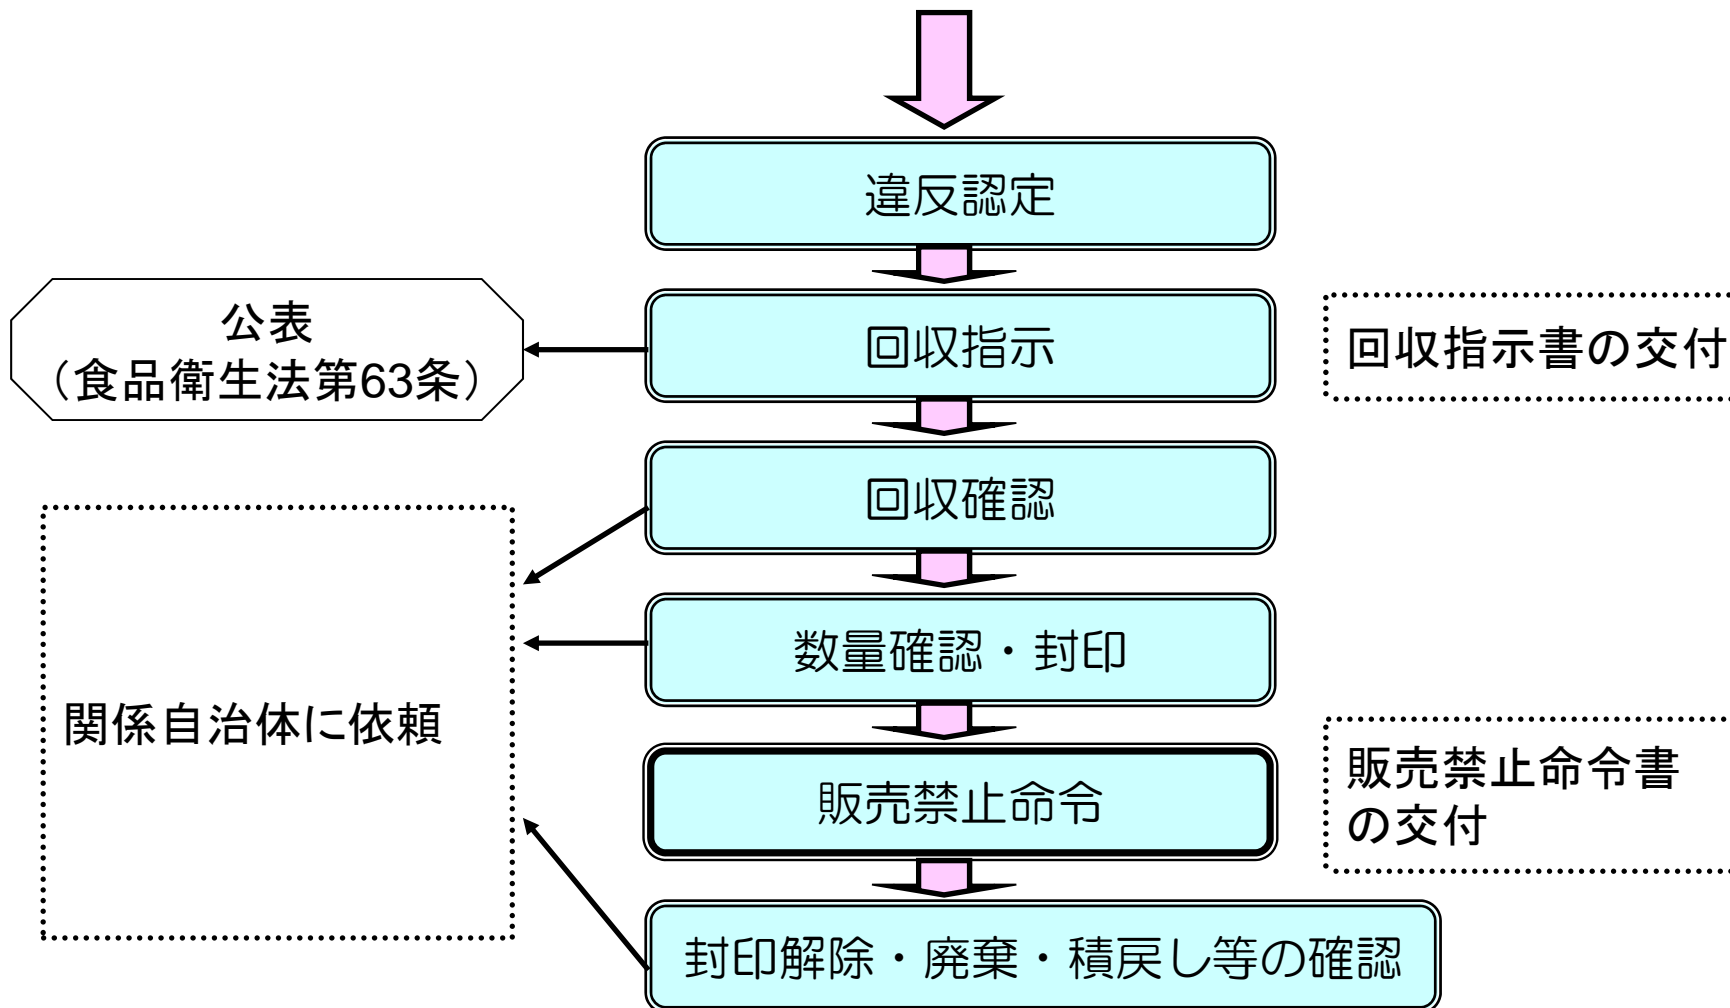 違反認定
公表
(食品衛生法第63条)
回収指示
回収指示書の交付
回収確認
数量確認・封印
関係自治体に依頼
販売禁止命令
販売禁止命令書
の交付
封印解除・廃棄・積戻し等の確認